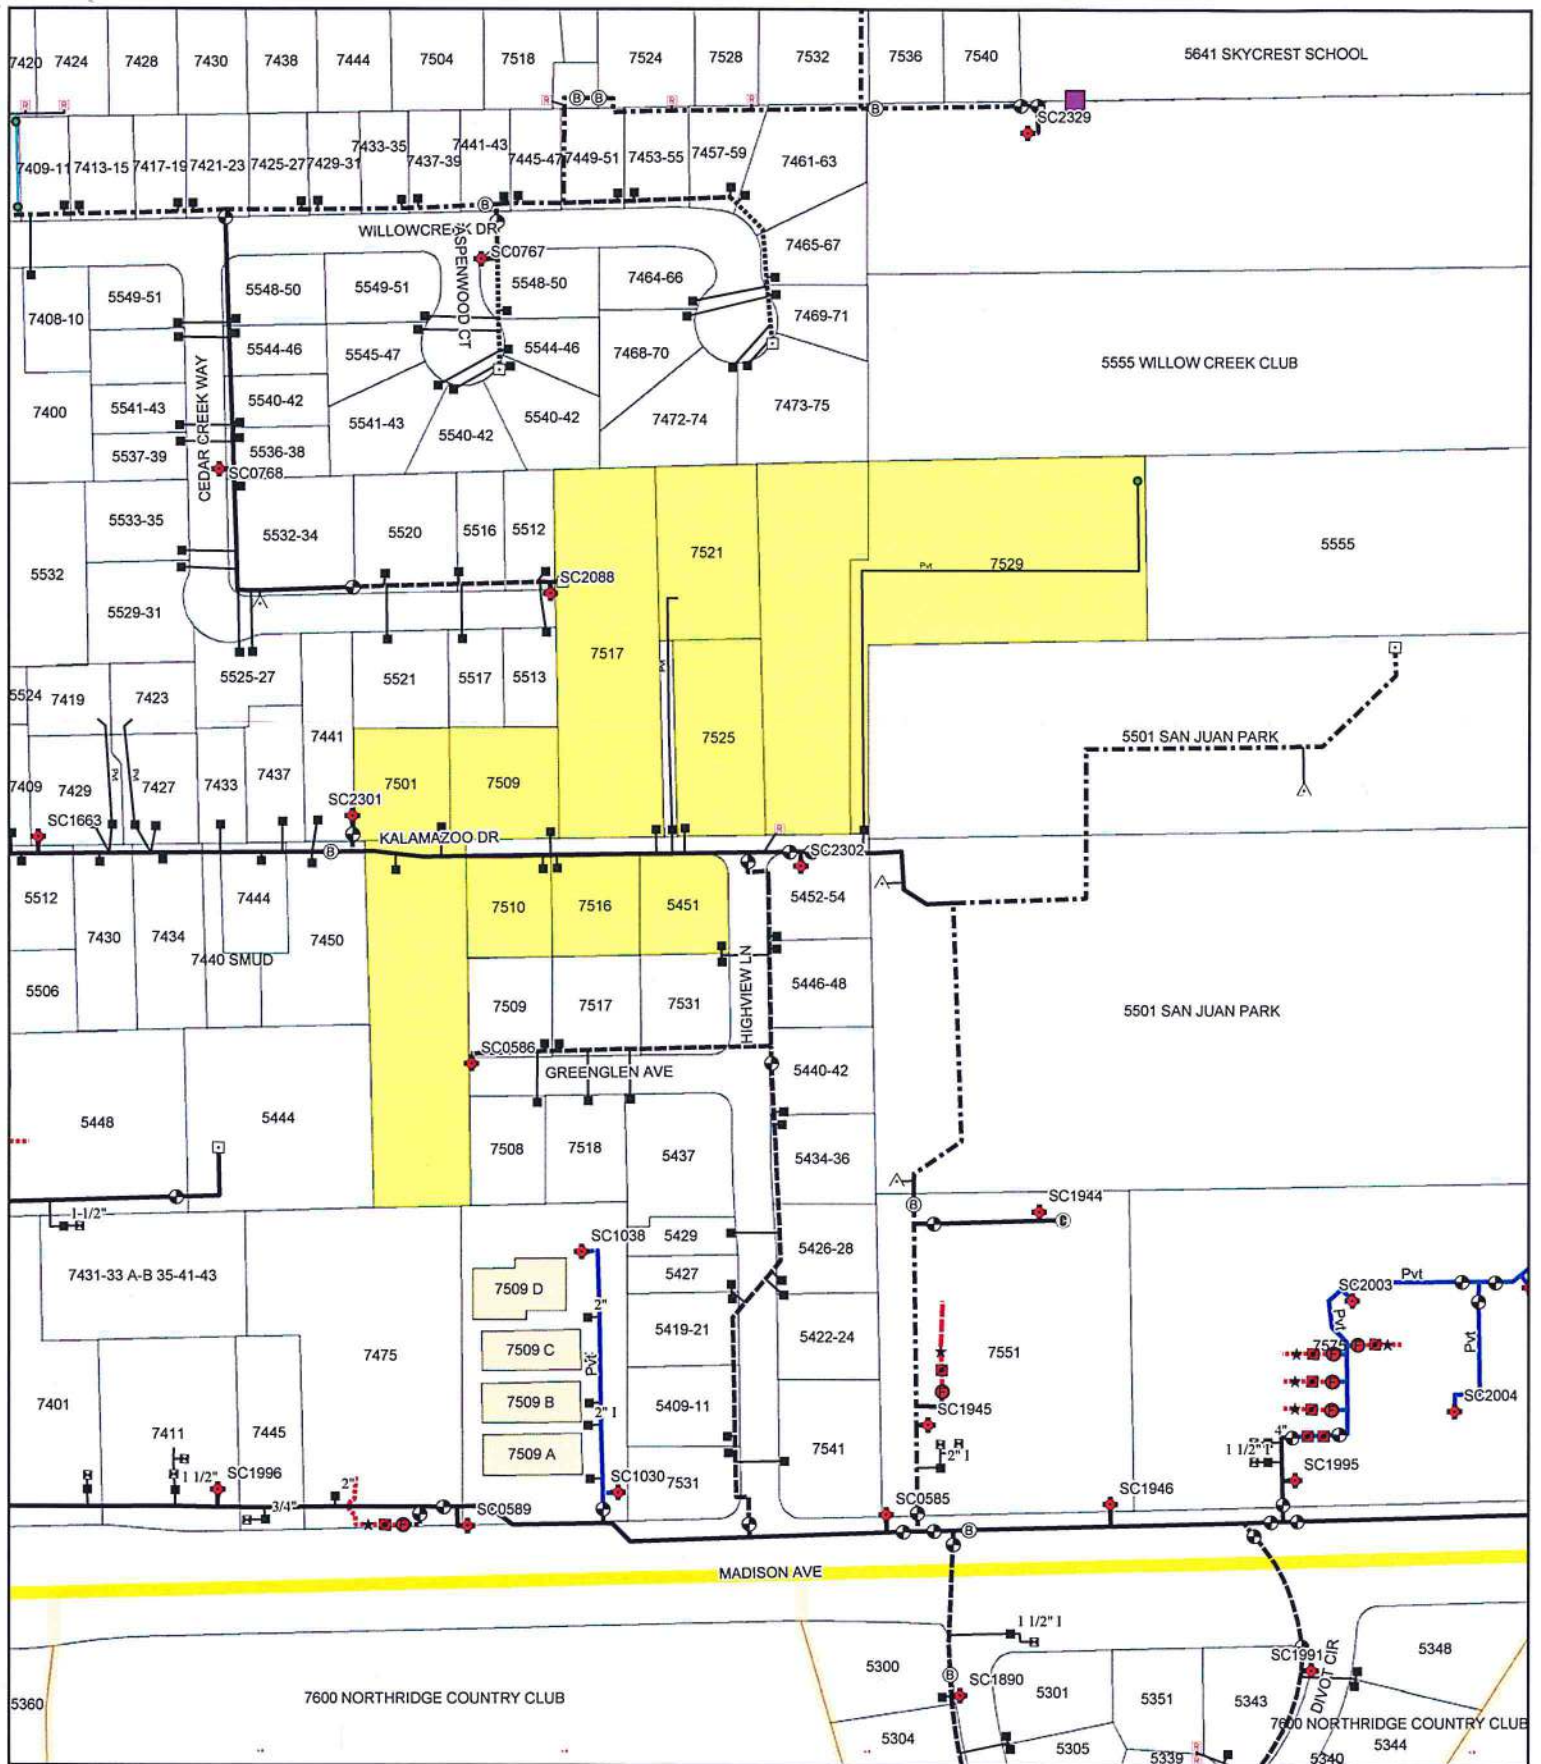 7420 7424 7428 7430 7438 7444 7504 7518 7524 7528 7532 7536 7540 5641 SKYCREST SCHOOL
R R R R R B B B
SC2329
7409-11 7413-15 7417-19 7421-23 7425-27 7429-31 7433-35 7437-39 7441-43 7445-47 7449-51 7453-55 7457-59 7461-63
B
WILLOWCREEK DR
ASPENWOOD CT
SC0767
7465-67
5549-51 5548-50 5549-51 5548-50 7464-66
7408-10 7469-71
5544-46 5545-47 5544-46 7468-70
5555 WILLOW CREEK CLUB
CEDAR CREEK WAY
7400 5541-43 5540-42 5541-43 5540-42 5540-42 7472-74 7473-75
5537-39 5536-38
SC0768
5533-35 5532-34 5520 5516 5512 7521 7529 5555
Pvt
5532 SC2088
5529-31
7517
Pvt
5525-27 5521 5517 5513
5524 7419 7423
7441 7525 5501 SAN JUAN PARK
7409 7429 Pvt Pvt 7427 7433 7437 7501 7509
SC2301
SC1663
KALAMAZOO DR
R
B
SC2302
5512 7444 7510 7516 5451 5452-54
7430 7434 7450
7440 SMUD
5506 7509 7517 7531 HIGHVIEW LN 5446-48
5501 SAN JUAN PARK
SC0586
GREENGLEN AVE
5440-42
5448 5444
7508 7518 5437 5434-36
1-1/2"
B
SC1944
C
SC1038 5429 5426-28
7431-33 A-B 35-41-43 7509 D 5427
SC2003 Pvt
2"
Pvt
Pvt
7475 7509 C Pvt 5419-21 5422-24 7551 7575 F
F
7401 7509 B 5409-11 F F
2" I SC1945 SC2004
F
7411 7445 7509 A 7541 4"
2" I 1 1/2" I
1 1/2" SC1996 2" SC1030 7531 SC1995
3/4" SC0589 SC0585 SC1946
F
B
MADISON AVE
1 1/2" I
5300 B SC1890 SC1991 DIVOT CIR 5348
5360 7600 NORTHRIDGE COUNTRY CLUB 5301 5351 5343
7600 NORTHRIDGE COUNTRY CLUB
5304 5305 5339 R 5340 5344